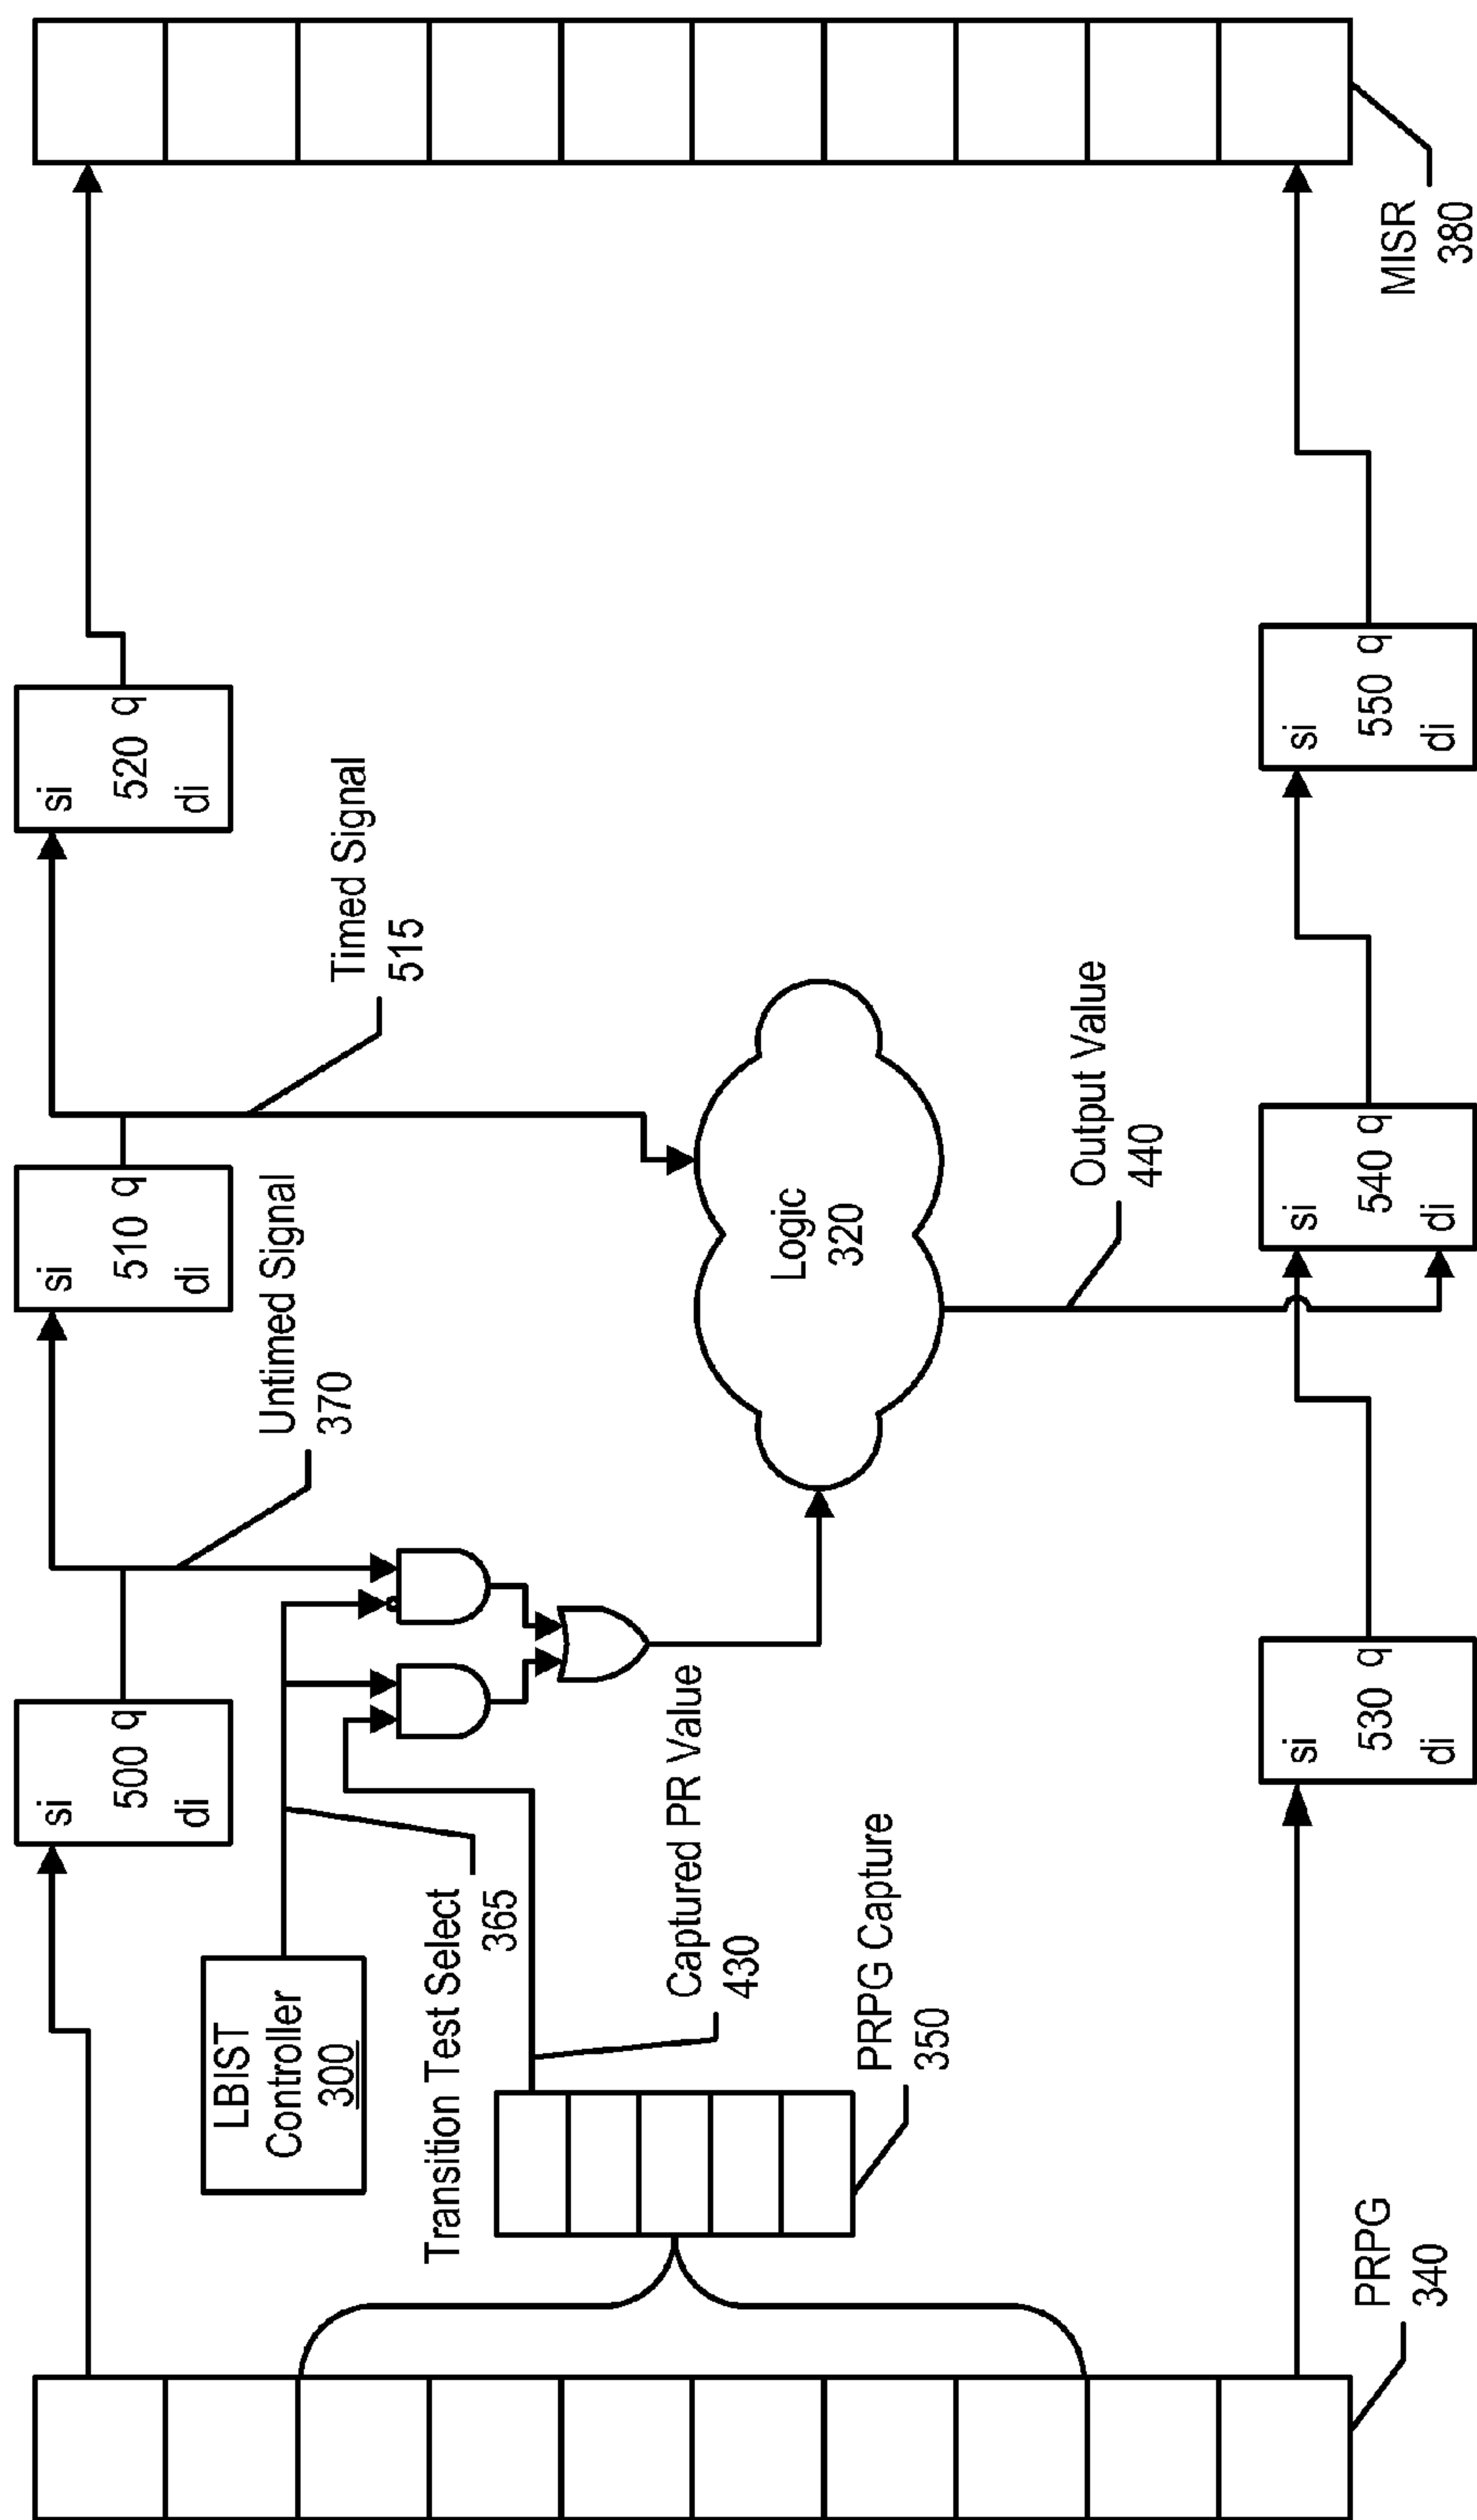 si
500 q
di
si
510 q
di
si
520 q
di
LBIST
Controller
300
Untimed Signal
370
Timed Signal
515
Transition Test Select
365
Captured PR Value
430
PRPG Capture
350
Logic
320
Output Value
440
si
530 q
di
si
540 q
di
si
550 q
di
PRPG
340
MISR
380